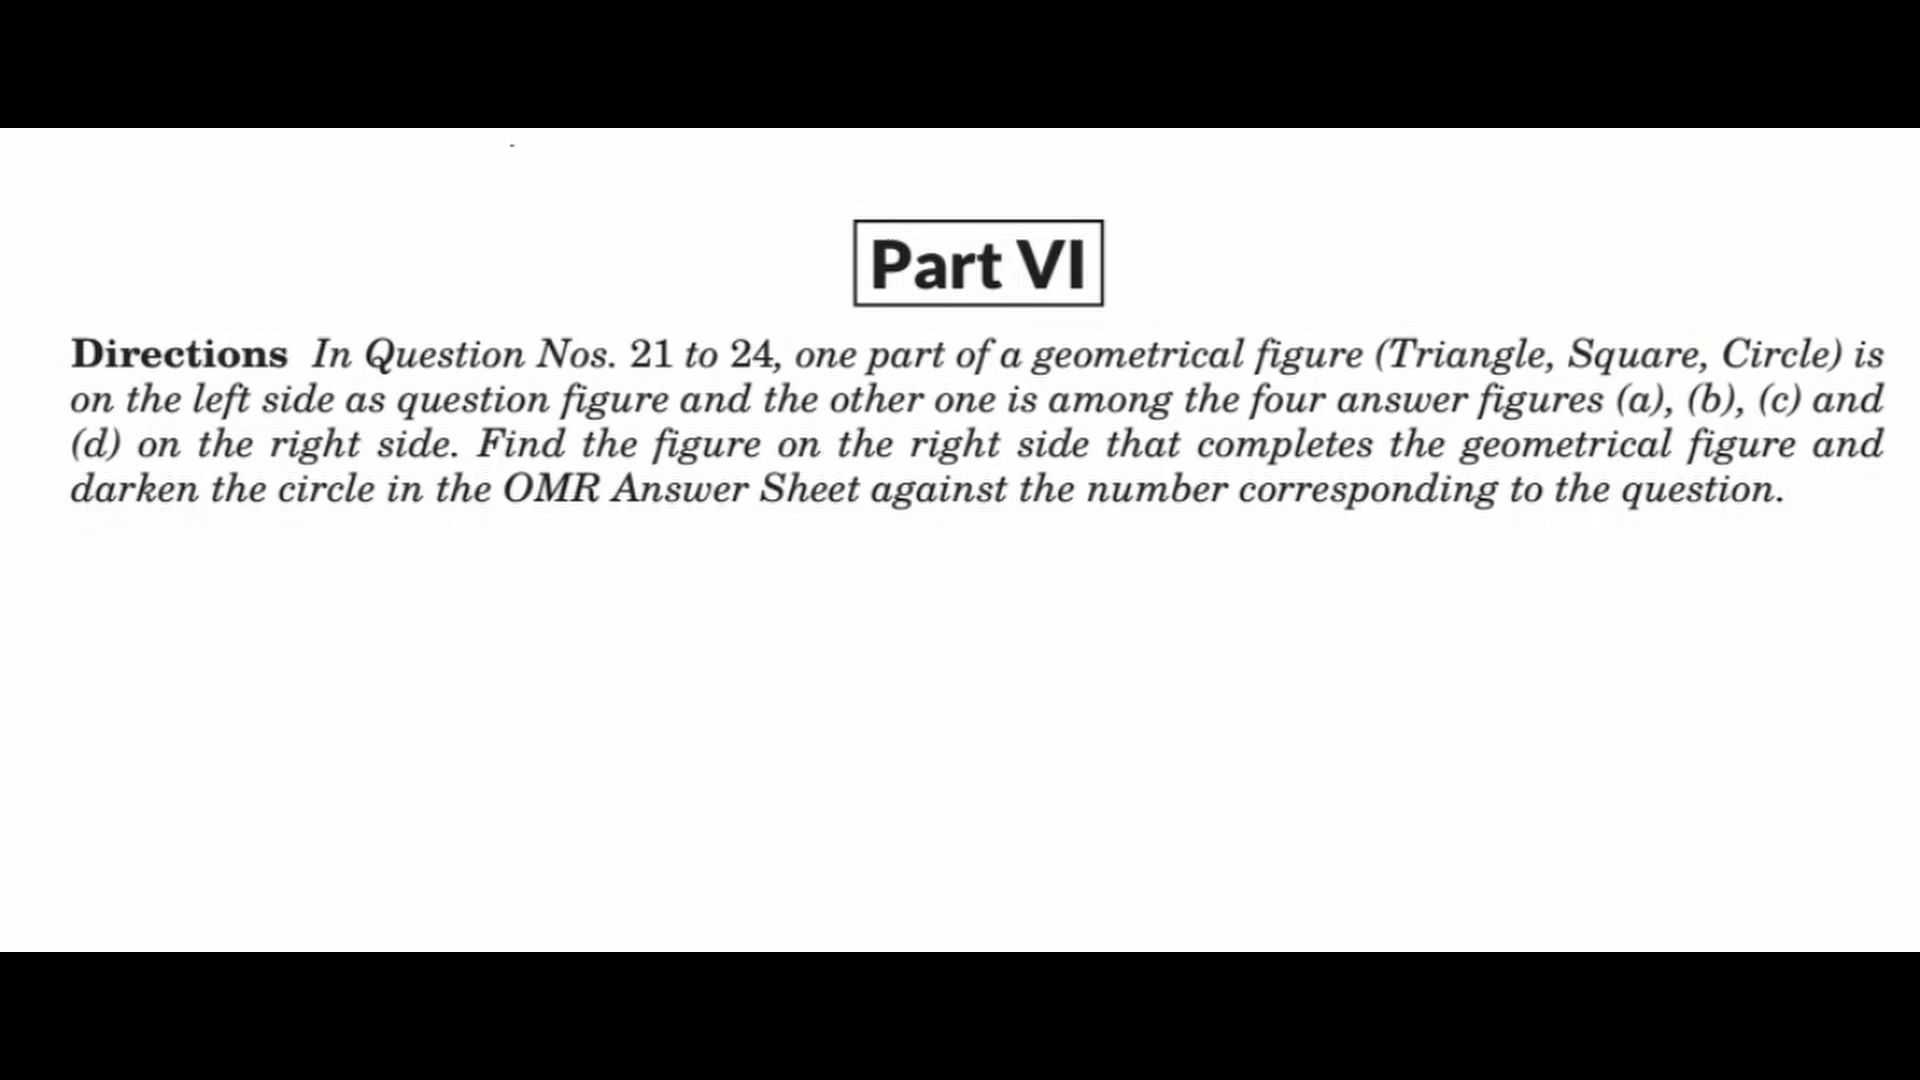 Part VI
Directions In Question Nos. 21 to 24, one part of a geometrical figure (Triangle, Square, Circle) is
on the left side as question figure and the other one is among the four answer figures (a), (b), (c) and
(d) on the right side. Find the figure on the right side that completes the geometrical figure and
darken the circle in the OMR Answer Sheet against the number corresponding to the question.